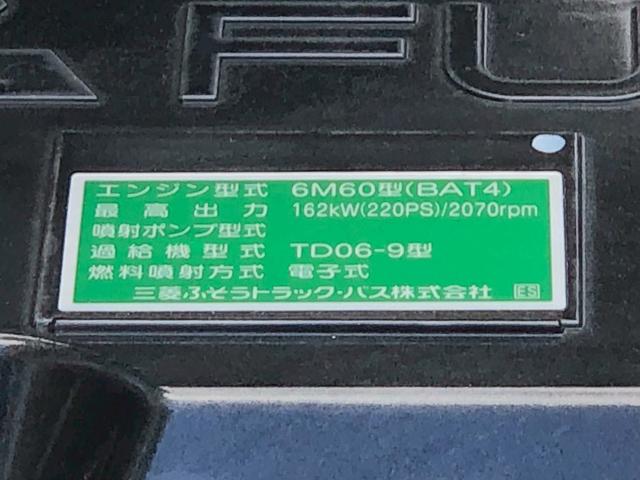 FU
エンジン型式 6M60型(BAT4)
最高出力 162kW(220PS)/2070rpm
噴射ポンプ型式
過給機型式 TD06-9型
燃料噴射方式 電子式
三菱ふそうトラック・バス株式会社 ES